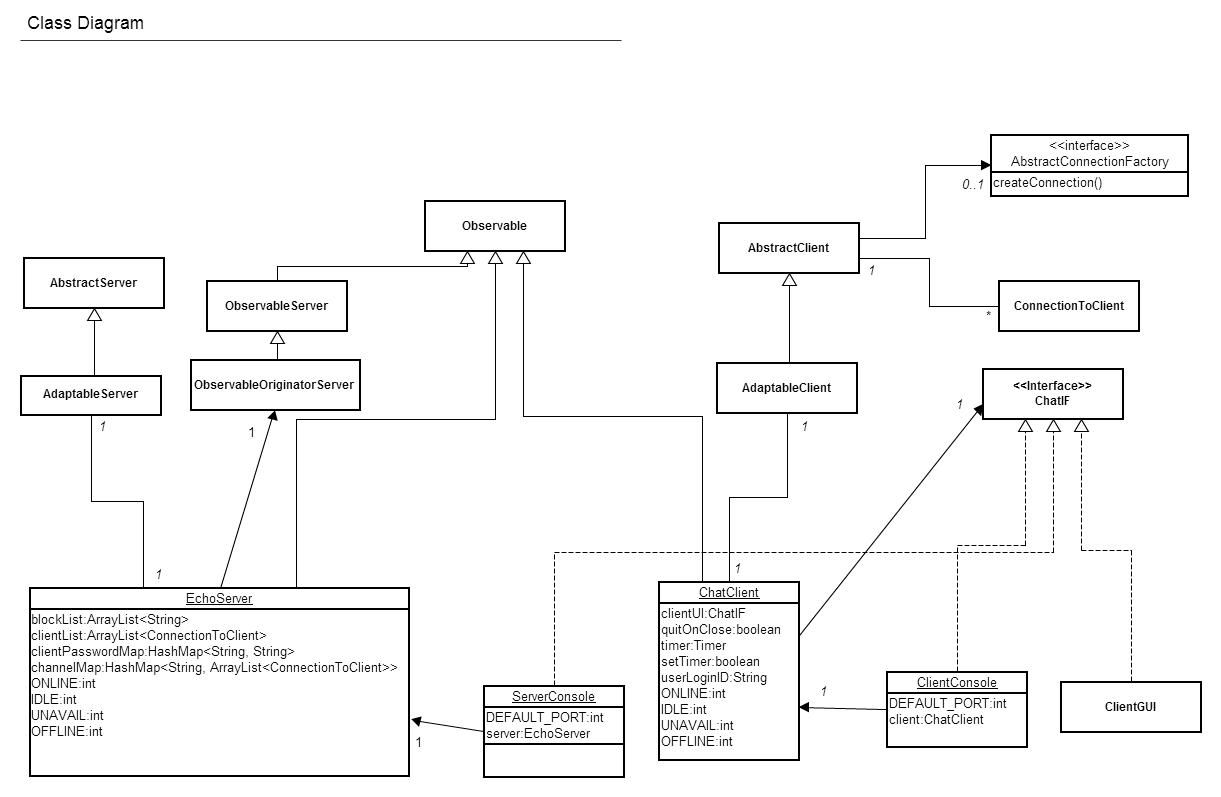 Class Diagram
<<interface>>
AbstractConnectionFactory
createConnection()
0..1
Observable
AbstractClient
1
AbstractServer
ObservableServer
ConnectionToClient
*
ObservableOriginatorServer
AdaptableServer
1
1
AdaptableClient
1
<<Interface>>
ChatIF
1
1
EchoServer
blockList:ArrayList<String>
clientList:ArrayList<ConnectionToClient>
clientPasswordMap:HashMap<String, String>
channelMap:HashMap<String, ArrayList<ConnectionToClient>>
ONLINE:int
IDLE:int
UNAVAIL:int
OFFLINE:int
1
ServerConsole
DEFAULT_PORT:int
server:EchoServer
1
ChatClient
clientUI:ChatIF
quitOnClose:boolean
timer:Timer
setTimer:boolean
userLoginID:String
ONLINE:int
IDLE:int
UNAVAIL:int
OFFLINE:int
1
ClientConsole
DEFAULT_PORT:int
client:ChatClient
ClientGUI